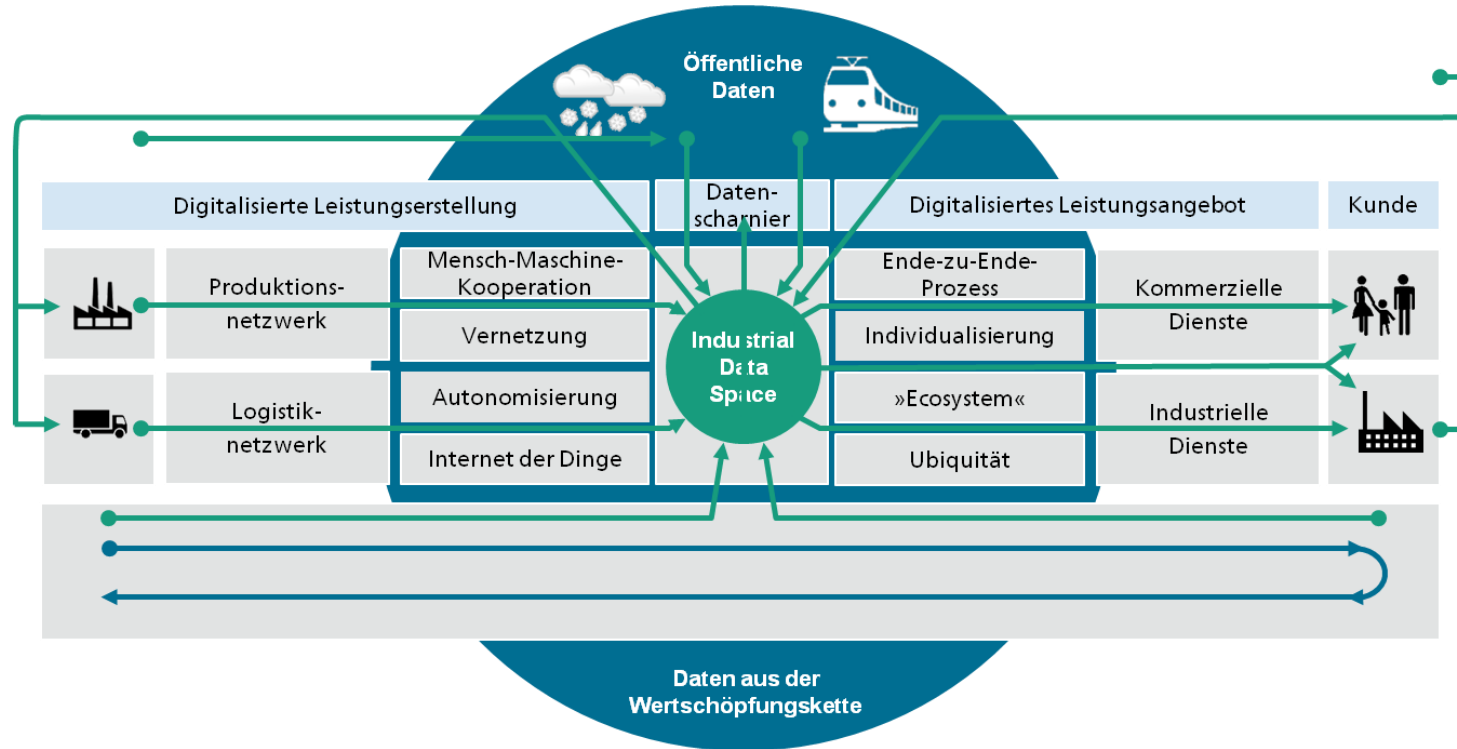 Öffentliche
Daten
Digitalisierte Leistungserstellung
Daten-
scharnier
Digitalisiertes Leistungsangebot
Kunde
Produktions-
netzwerk
Mensch-Maschine-
Kooperation
Vernetzung
Logistik-
netzwerk
Autonomisierung
Internet der Dinge
Industrial
Data
Space
Ende-zu-Ende-
Prozess
Individualisierung
»Ecosystem«
Ubiquität
Kommerzielle
Dienste
Industrielle
Dienste
Daten aus der
Wertschöpfungskette